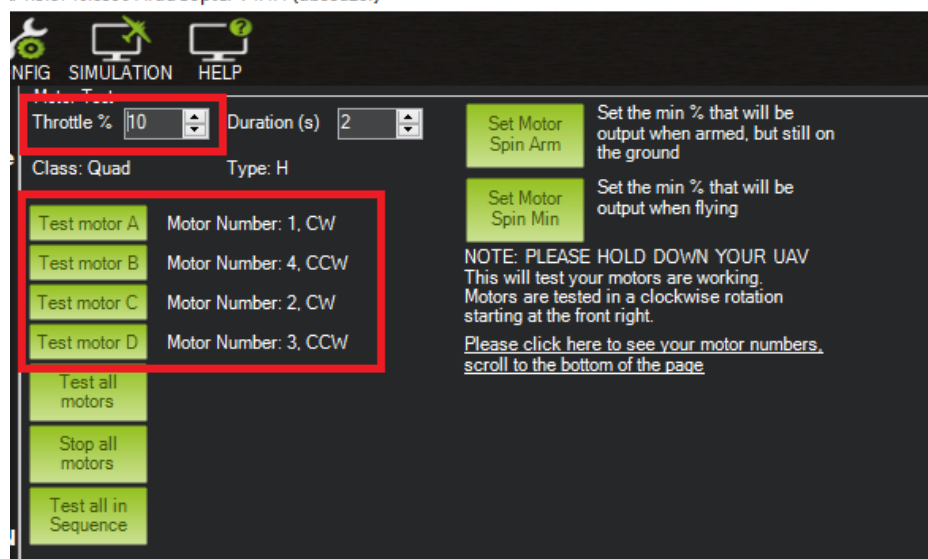 NFIG SIMULATION HELP
Throttle % 10 Duration (s) 2
Class: Quad Type: H
Test motor A Motor Number: 1, CW
Test motor B Motor Number: 4, CCW
Test motor C Motor Number: 2, CW
Test motor D Motor Number: 3, CCW
Test all
motors
Stop all
motors
Test all in
Sequence
Set Motor
Spin Arm
Set the min % that will be
output when armed, but still on
the ground
Set Motor
Spin Min
Set the min % that will be
output when flying
NOTE: PLEASE HOLD DOWN YOUR UAV
This will test your motors are working.
Motors are tested in a clockwise rotation
starting at the front right.
Please click here to see your motor numbers,
scroll to the bottom of the page